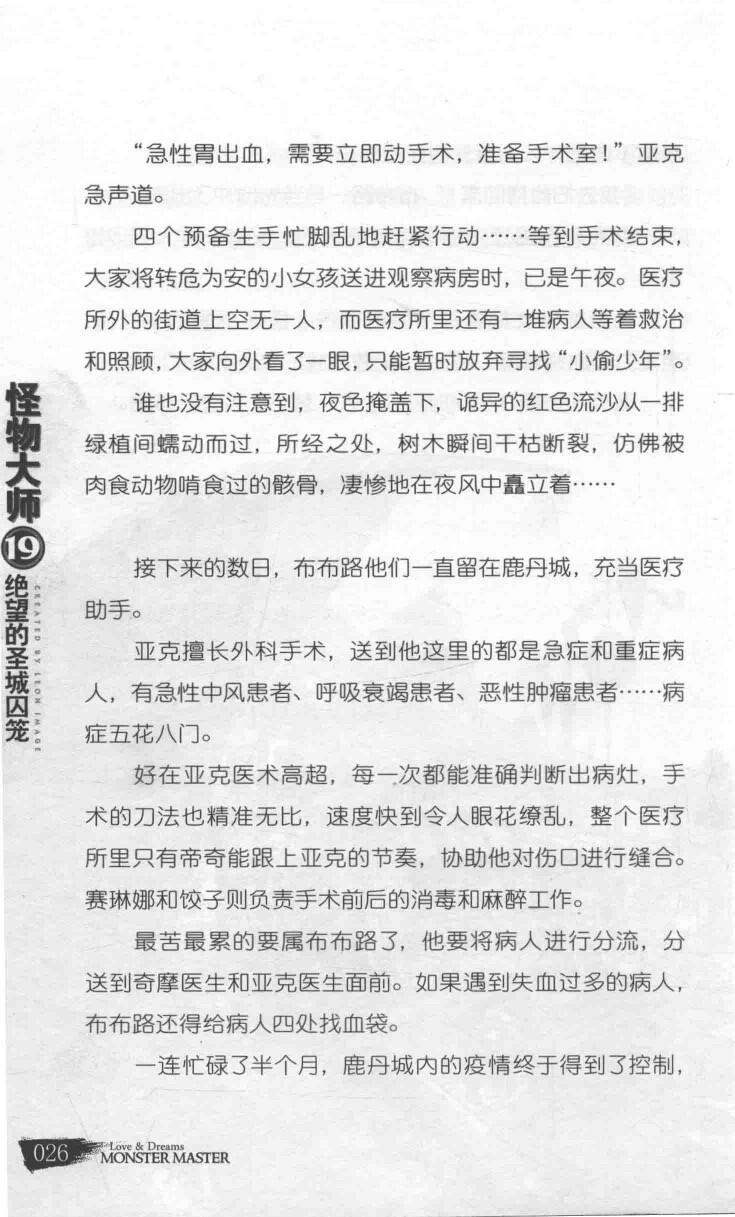 “急性胃出血，需要立即动手术，准备手术室！”亚克
急声道。
四个预备生手忙脚乱地赶紧行动……等到手术结束，
大家将转危为安的小女孩送进观察病房时，已是午夜。医疗
所外的街道上空无一人，而医疗所里还有一堆病人等着救治
和照顾，大家向外看了一眼，只能暂时放弃寻找“小偷少年”。
谁也没有注意到，夜色掩盖下，诡异的红色流沙从一排
绿植间蠕动而过，所经之处，树木瞬间干枯断裂，仿佛被
肉食动物啃食过的骸骨，凄惨地在夜风中矗立着……
接下来的数日，布布路他们一直留在鹿丹城，充当医疗
助手。
亚克擅长外科手术，送到他这里的都是急症和重症病
人，有急性中风患者、呼吸衰竭患者、恶性肿瘤患者……病
症五花八门。
好在亚克医术高超，每一次都能准确判断出病灶，手
术的刀法也精准无比，速度快到令人眼花缭乱，整个医疗
所里只有帝奇能跟上亚克的节奏，协助他对伤口进行缝合。
赛琳娜和饺子则负责手术前后的消毒和麻醉工作。
最苦最累的要属布布路了，他要将病人进行分流，分
送到奇摩医生和亚克医生面前。如果遇到失血过多的病人，
布布路还得给病人四处找血袋。
一连忙碌了半个月，鹿丹城内的疫情终于得到了控制，
怪物大师
19
绝望的圣城囚笼
CREATED BY LEON IMAGE
026
Love & Dreams
MONSTER MASTER